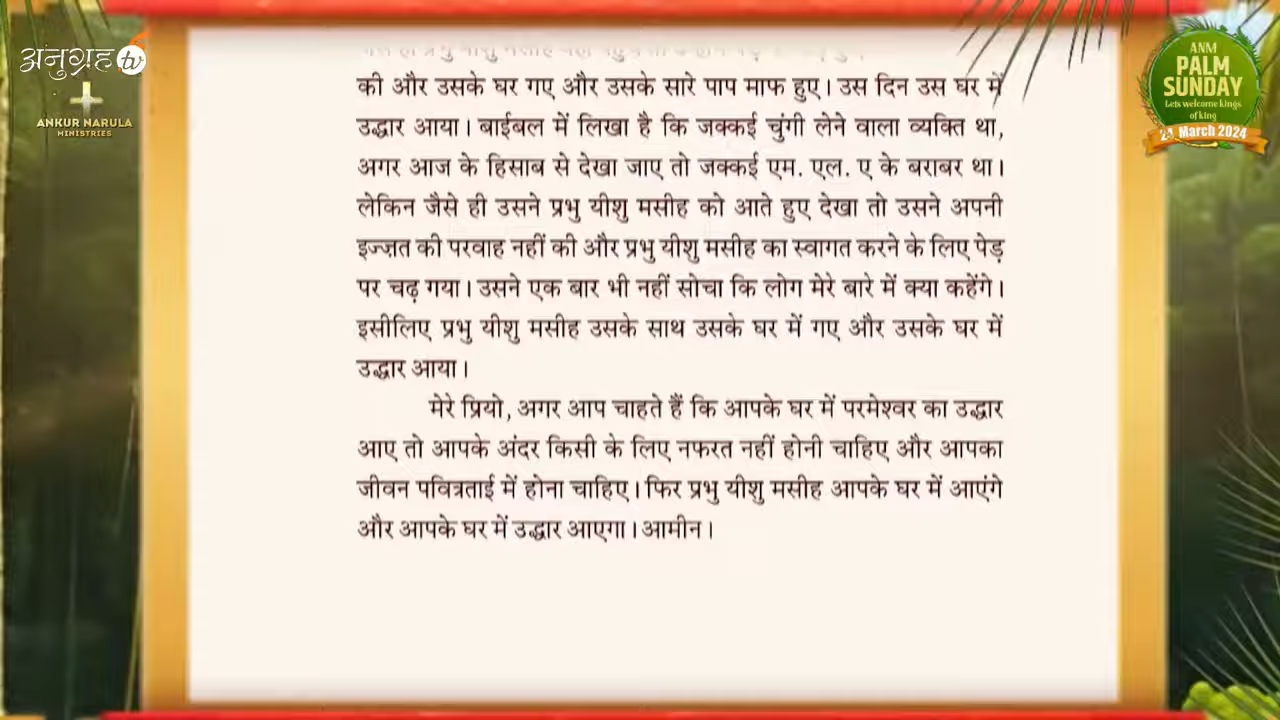 अनुग्रह tv
ANKUR NARULA
MINISTRIES
ANM
PALM
SUNDAY
Lets welcome kings
of king
24 March 2024
की और उसके घर गए और उसके सारे पाप माफ हुए। उस दिन उस घर में
उद्धार आया। बाईबल में लिखा है कि जक्कई चुंगी लेने वाला व्यक्ति था,
अगर आज के हिसाब से देखा जाए तो जक्कई एम. एल. ए के बराबर था।
लेकिन जैसे ही उसने प्रभु यीशु मसीह को आते हुए देखा तो उसने अपनी
इज्ज़त की परवाह नहीं की और प्रभु यीशु मसीह का स्वागत करने के लिए पेड़
पर चढ़ गया। उसने एक बार भी नहीं सोचा कि लोग मेरे बारे में क्या कहेंगे।
इसीलिए प्रभु यीशु मसीह उसके साथ उसके घर में गए और उसके घर में
उद्धार आया।
मेरे प्रियो, अगर आप चाहते हैं कि आपके घर में परमेश्वर का उद्धार
आए तो आपके अंदर किसी के लिए नफरत नहीं होनी चाहिए और आपका
जीवन पवित्रताई में होना चाहिए। फिर प्रभु यीशु मसीह आपके घर में आएंगे
और आपके घर में उद्धार आएगा। आमीन।